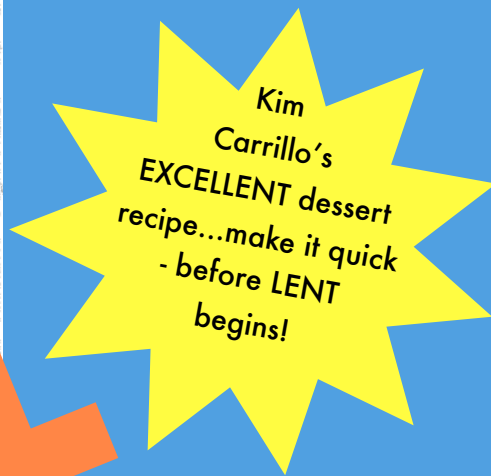 Kim
Carrillo's
EXCELLENT dessert
recipe...make it quick
- before LENT
begins!